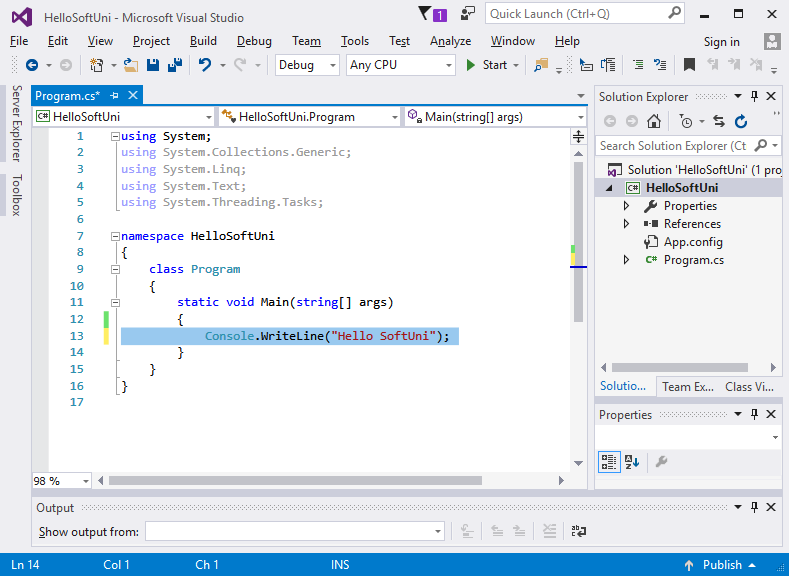 HelloSoftUni - Microsoft Visual Studio
1
Quick Launch (Ctrl+Q)
File Edit View Project Build Debug Team Tools Test Analyze Window Help Sign in
Debug Any CPU Start
Server Explorer
Toolbox
Program.cs*
HelloSoftUni HelloSoftUni.Program Main(string[] args)
1 using System;
2 using System.Collections.Generic;
3 using System.Linq;
4 using System.Text;
5 using System.Threading.Tasks;
6
7 namespace HelloSoftUni
8 {
9 class Program
10 {
11 static void Main(string[] args)
12 {
13 Console.WriteLine("Hello SoftUni");
14 }
15 }
16 }
17
98 %
Solution Explorer
Search Solution Explorer (Ct
Solution 'HelloSoftUni' (1 proj
C# HelloSoftUni
Properties
References
App.config
C# Program.cs
Solutio... Team Ex... Class Vi...
Properties
Output
Show output from:
Ln 14 Col 1 Ch 1 INS Publish